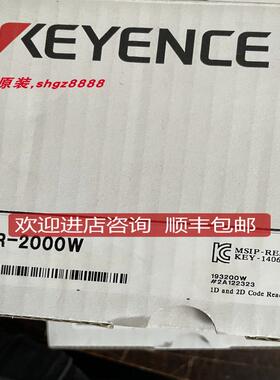 KEYENCE
原装,shgz8888
欢迎进店咨询 顺丰包邮
R-2000W
MSIP-RE
KEY-1406
193200W
#2A122323
1D and 2D Code Rea